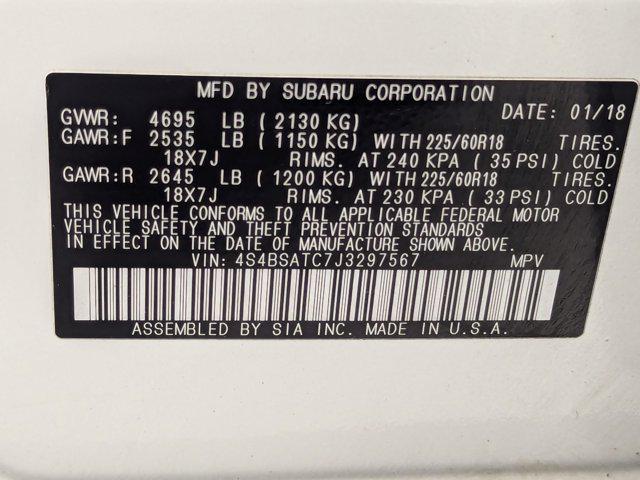 MFD BY SUBARU CORPORATION
DATE: 01/18
GVWR: 4695 LB ( 2130 KG)
GAWR:F 2535 LB ( 1150 KG) WITH 225/60R18 TIRES.
18X7J RIMS. AT 240 KPA ( 35 PSI) COLD
GAWR:R 2645 LB ( 1200 KG) WITH 225/60R18 TIRES.
18X7J RIMS. AT 230 KPA ( 33 PSI) COLD
THIS VEHICLE CONFORMS TO ALL APPLICABLE FEDERAL MOTOR
VEHICLE SAFETY AND THEFT PREVENTION STANDARDS
IN EFFECT ON THE DATE OF MANUFACTURE SHOWN ABOVE.
VIN: 4S4BSATC7J3297567 MPV
ASSEMBLED BY SIA INC. MADE IN U.S.A.